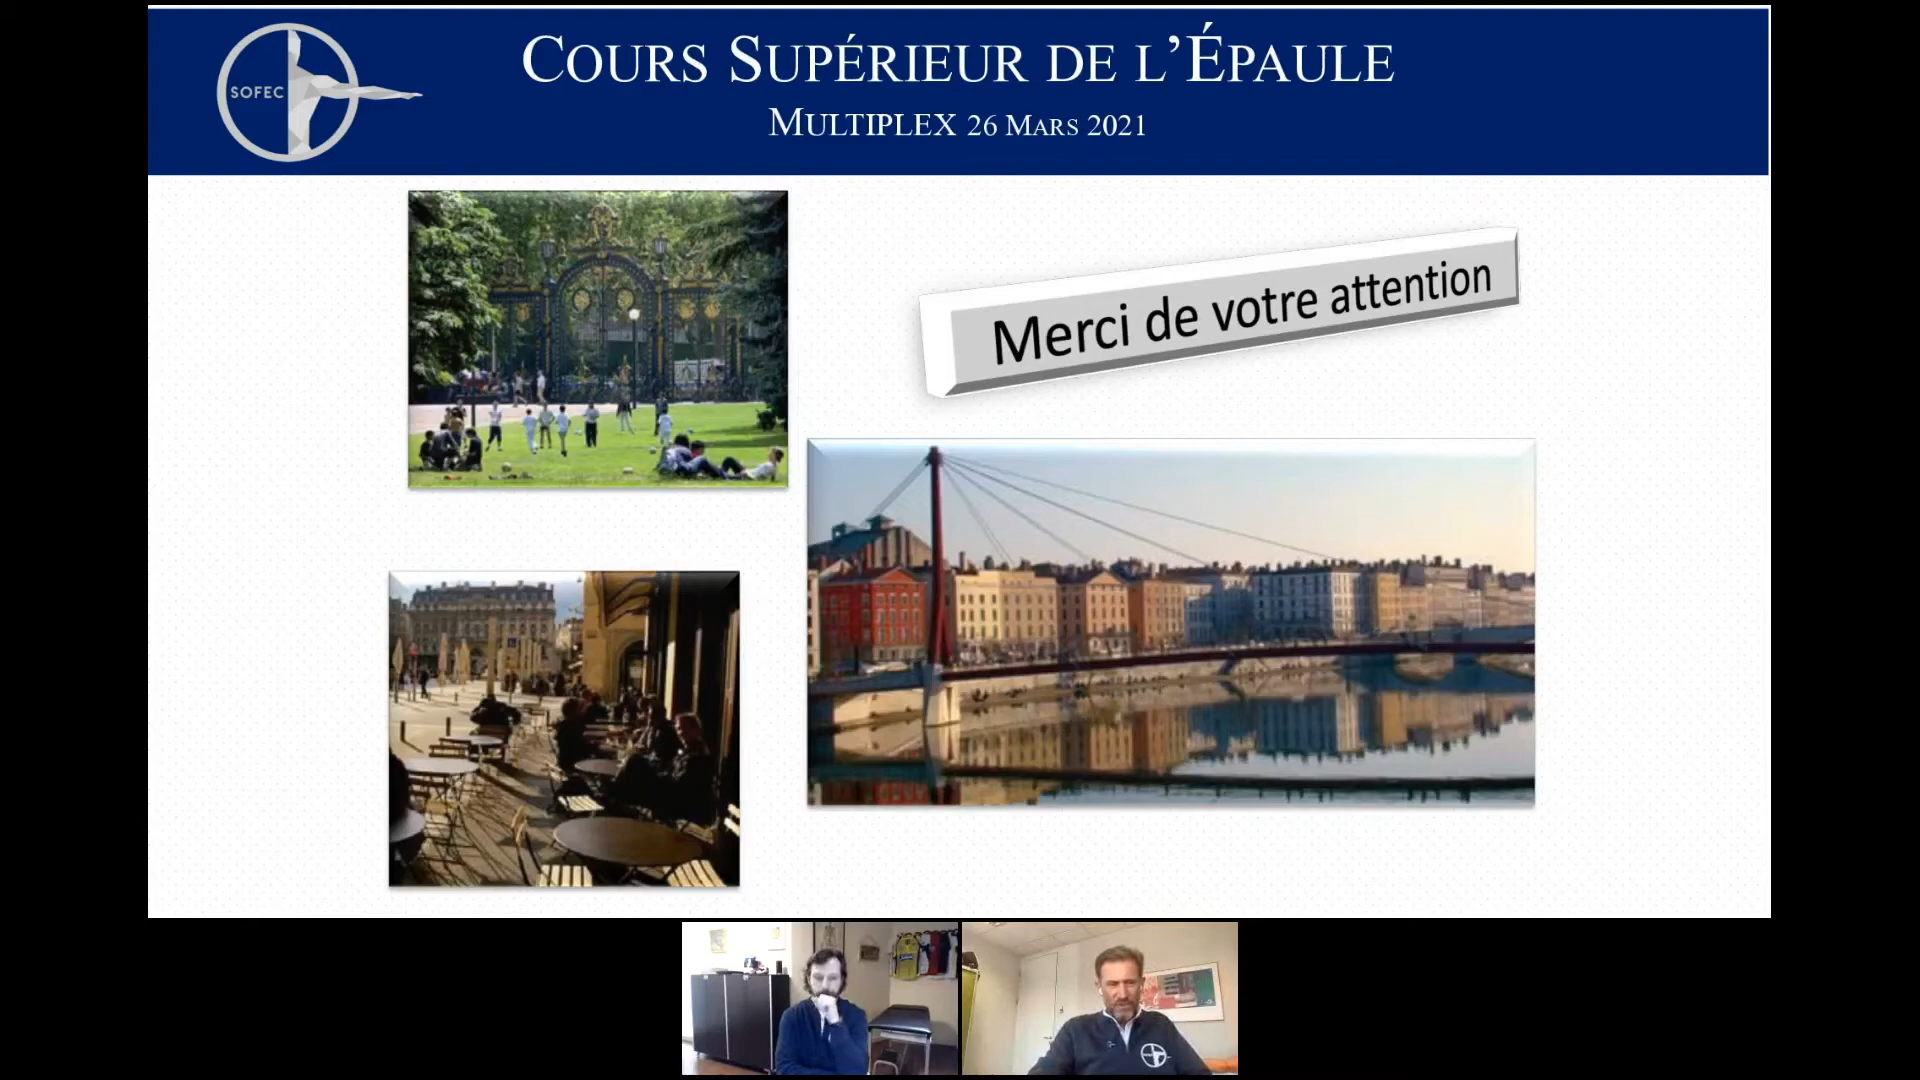 SOFEC
COURS SUPÉRIEUR DE L'ÉPAULE
MULTIPLEX 26 MARS 2021
Merci de votre attention